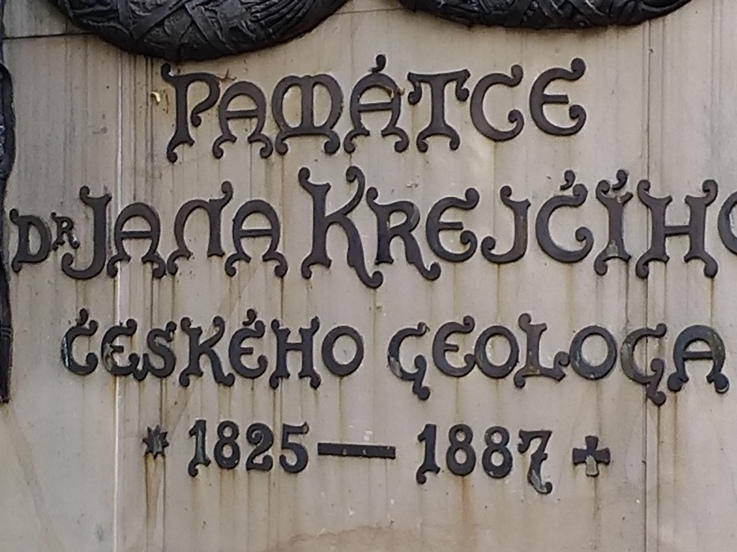 PAMÁTCE
DR JANA KREJČÍHO
ČESKÉHO GEOLOGA
* 1825 — 1887 ✝